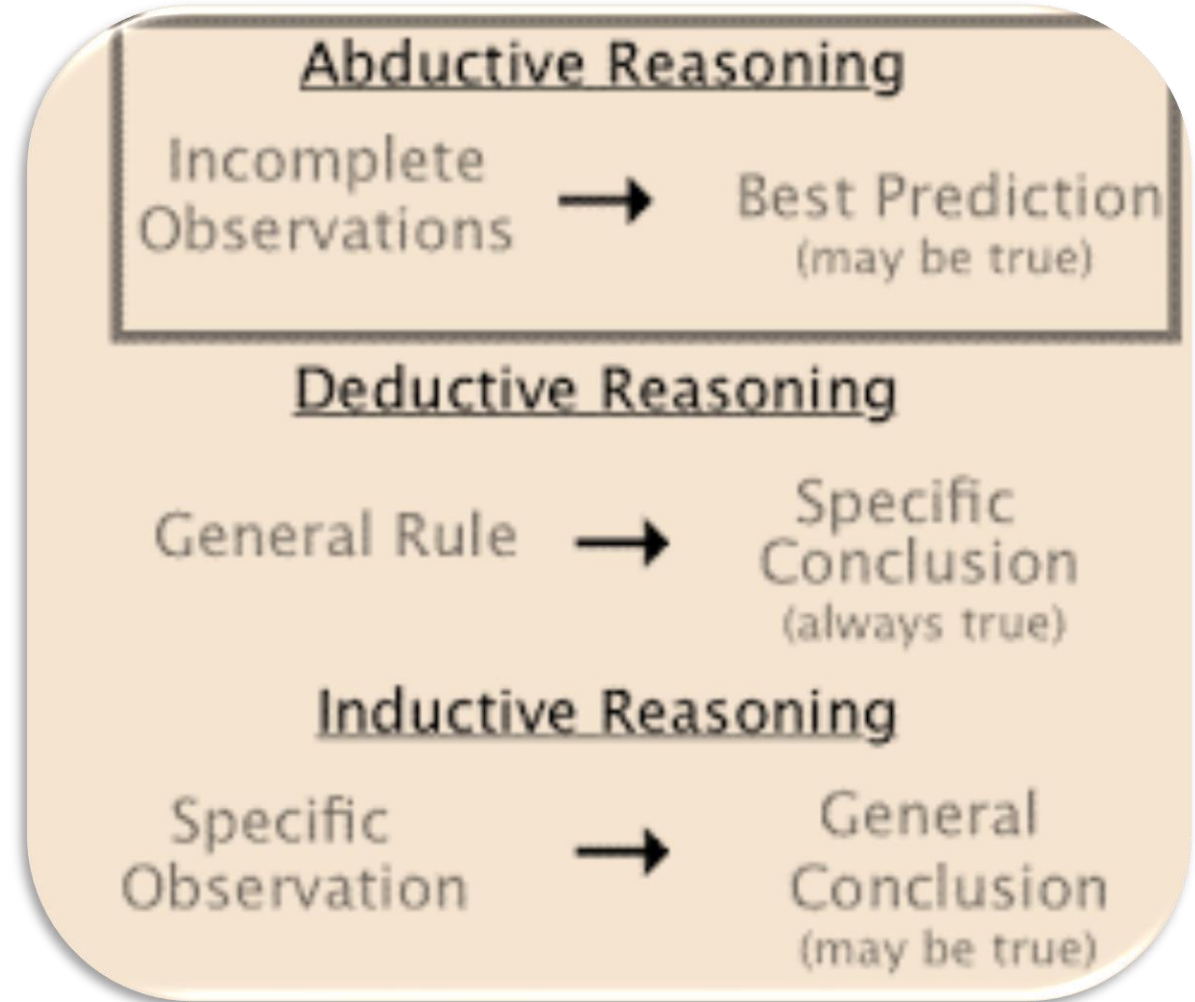 Abductive Reasoning
Incomplete
Observations
Best Prediction
(may be true)
Deductive Reasoning
General Rule
Specific
Conclusion
(always true)
Inductive Reasoning
Specific
Observation
General
Conclusion
(may be true)